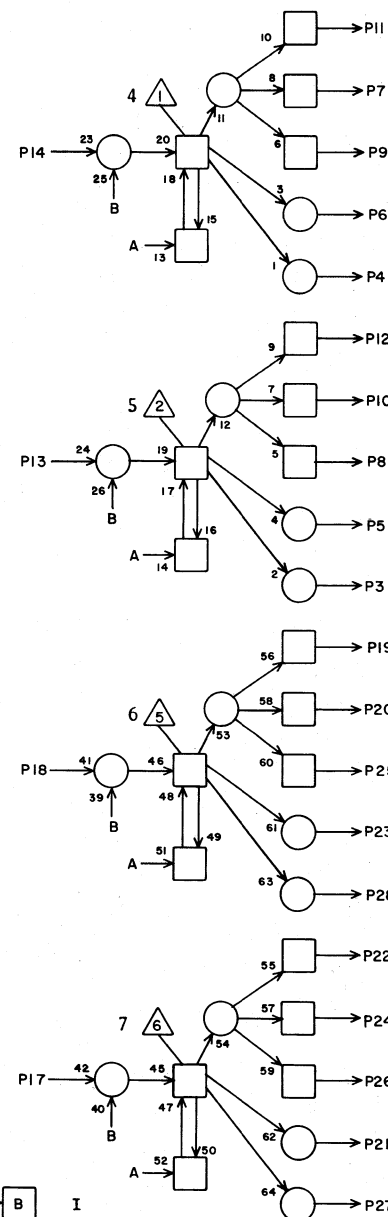 10 P11
4 1 8 P7
11
P14 23 20 6 P9
25 18 3 P6
B 15
A 13 1 P4
9 P12
5 2 7 P10
12
P13 24 19 5 P8
26 17 4 P5
B 16
A 14 2 P3
56 P19
6 5 58 P20
53
P18 41 46 60 P25
39 48 61 P23
B 49
A 51 63 P28
55 P22
7 6 57 P24
54
P17 42 45 59 P26
40 47 62 P21
B 50
A 52 64 P27
B I